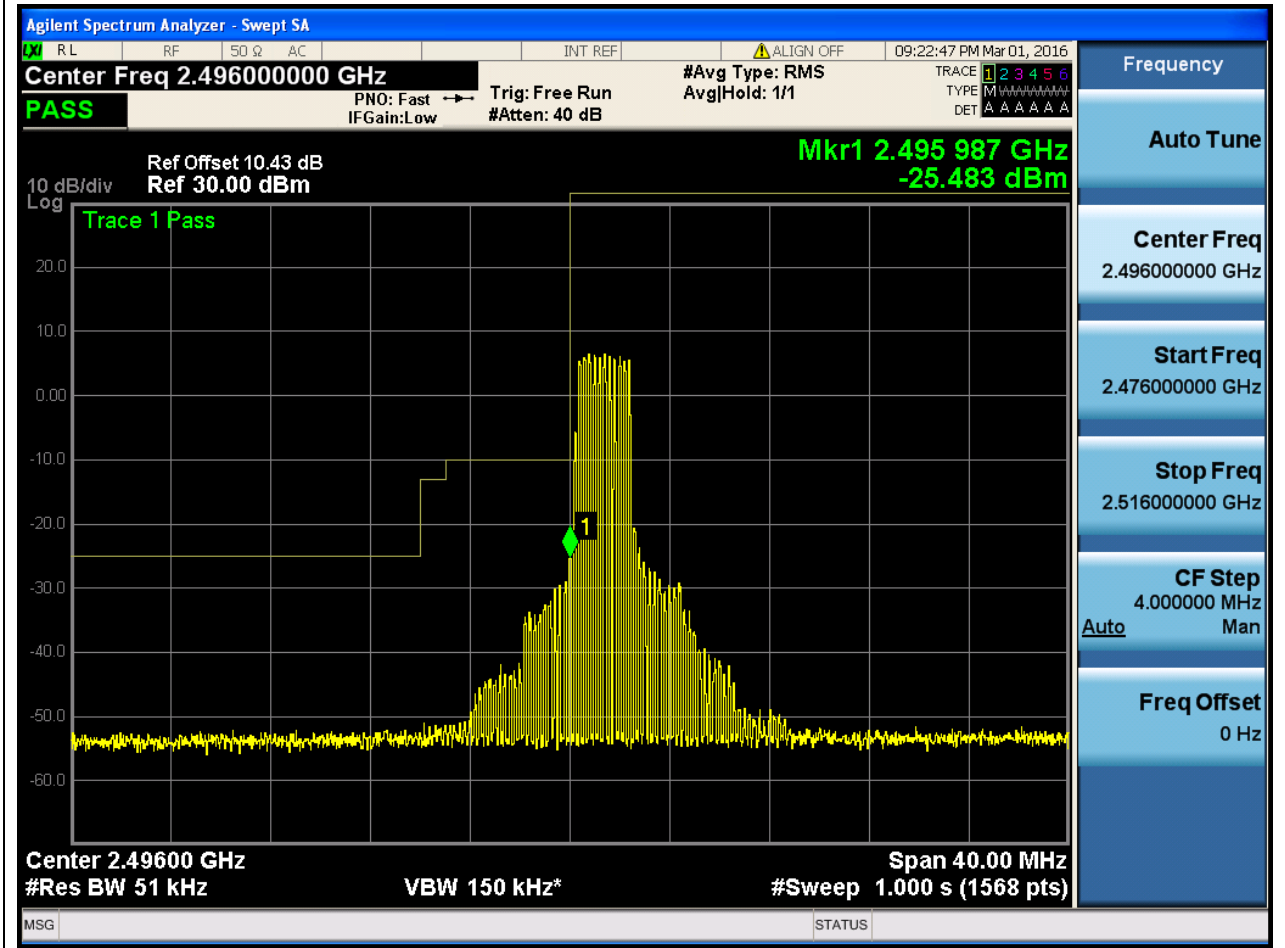 Agilent Spectrum Analyzer - Swept SA
LXI RL RF 50 Ω AC INT REF ALIGN OFF 09:22:47 PM Mar 01, 2016
Center Freq 2.496000000 GHz
PASS
PNO: Fast
IFGain:Low
Trig: Free Run
#Atten: 40 dB
#Avg Type: RMS
Avg|Hold: 1/1
TRACE 1 2 3 4 5 6
TYPE M
DET A A A A A A
Ref Offset 10.43 dB
10 dB/div Ref 30.00 dBm
Log
Mkr1 2.495 987 GHz
-25.483 dBm
Trace 1 Pass
20.0
10.0
0.00
-10.0
-20.0
-30.0
-40.0
-50.0
-60.0
1
Center 2.49600 GHz Span 40.00 MHz
#Res BW 51 kHz VBW 150 kHz* #Sweep 1.000 s (1568 pts)
MSG STATUS
Frequency
Auto Tune
Center Freq
2.496000000 GHz
Start Freq
2.476000000 GHz
Stop Freq
2.516000000 GHz
CF Step
4.000000 MHz
Auto Man
Freq Offset
0 Hz